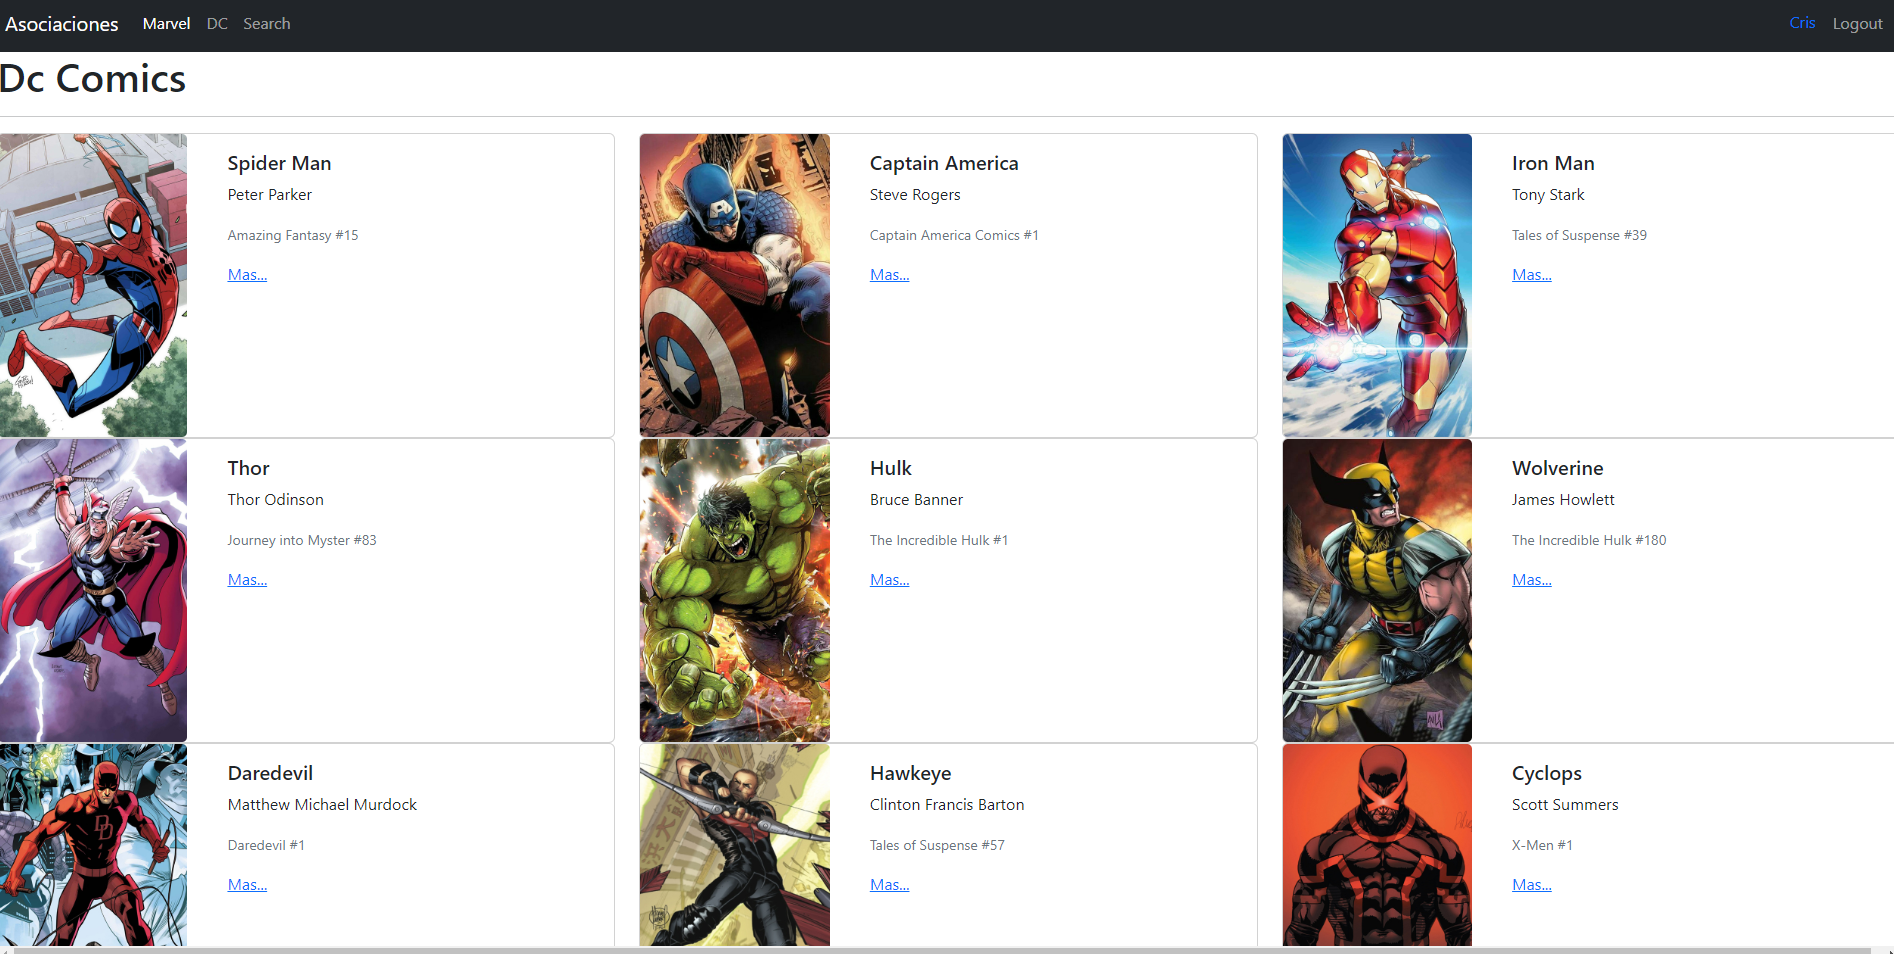 Asociaciones Marvel DC Search Cris Logout
Dc Comics
Spider Man
Peter Parker
Amazing Fantasy #15
Mas...
Captain America
Steve Rogers
Captain America Comics #1
Mas...
Iron Man
Tony Stark
Tales of Suspense #39
Mas...
Thor
Thor Odinson
Journey into Myster #83
Mas...
Hulk
Bruce Banner
The Incredible Hulk #1
Mas...
Wolverine
James Howlett
The Incredible Hulk #180
Mas...
Daredevil
Matthew Michael Murdock
Daredevil #1
Mas...
Hawkeye
Clinton Francis Barton
Tales of Suspense #57
Mas...
Cyclops
Scott Summers
X-Men #1
Mas...